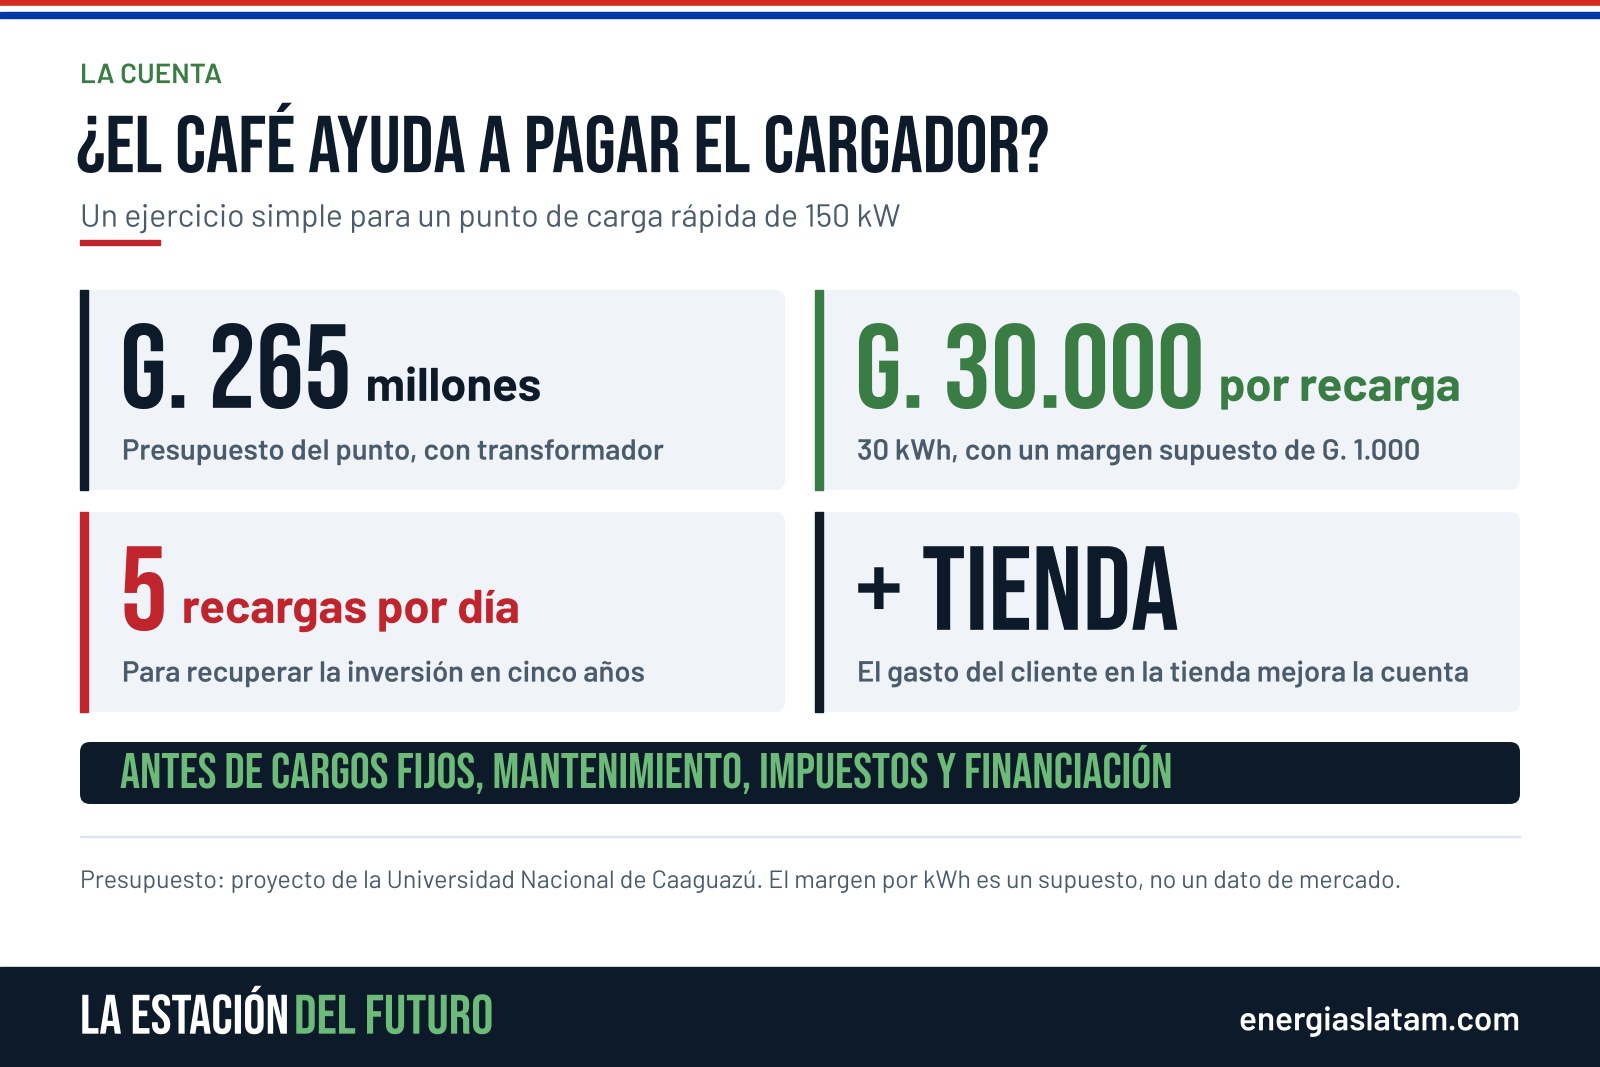 LA CUENTA
¿EL CAFÉ AYUDA A PAGAR EL CARGADOR?
Un ejercicio simple para un punto de carga rápida de 150 kW
G. 265 millones
Presupuesto del punto, con transformador
G. 30.000 por recarga
30 kWh, con un margen supuesto de G. 1.000
5 recargas por día
Para recuperar la inversión en cinco años
+ TIENDA
El gasto del cliente en la tienda mejora la cuenta
ANTES DE CARGOS FIJOS, MANTENIMIENTO, IMPUESTOS Y FINANCIACIÓN
Presupuesto: proyecto de la Universidad Nacional de Caaguazú. El margen por kWh es un supuesto, no un dato de mercado.
LA ESTACIÓN DEL FUTURO
energiaslatam.com